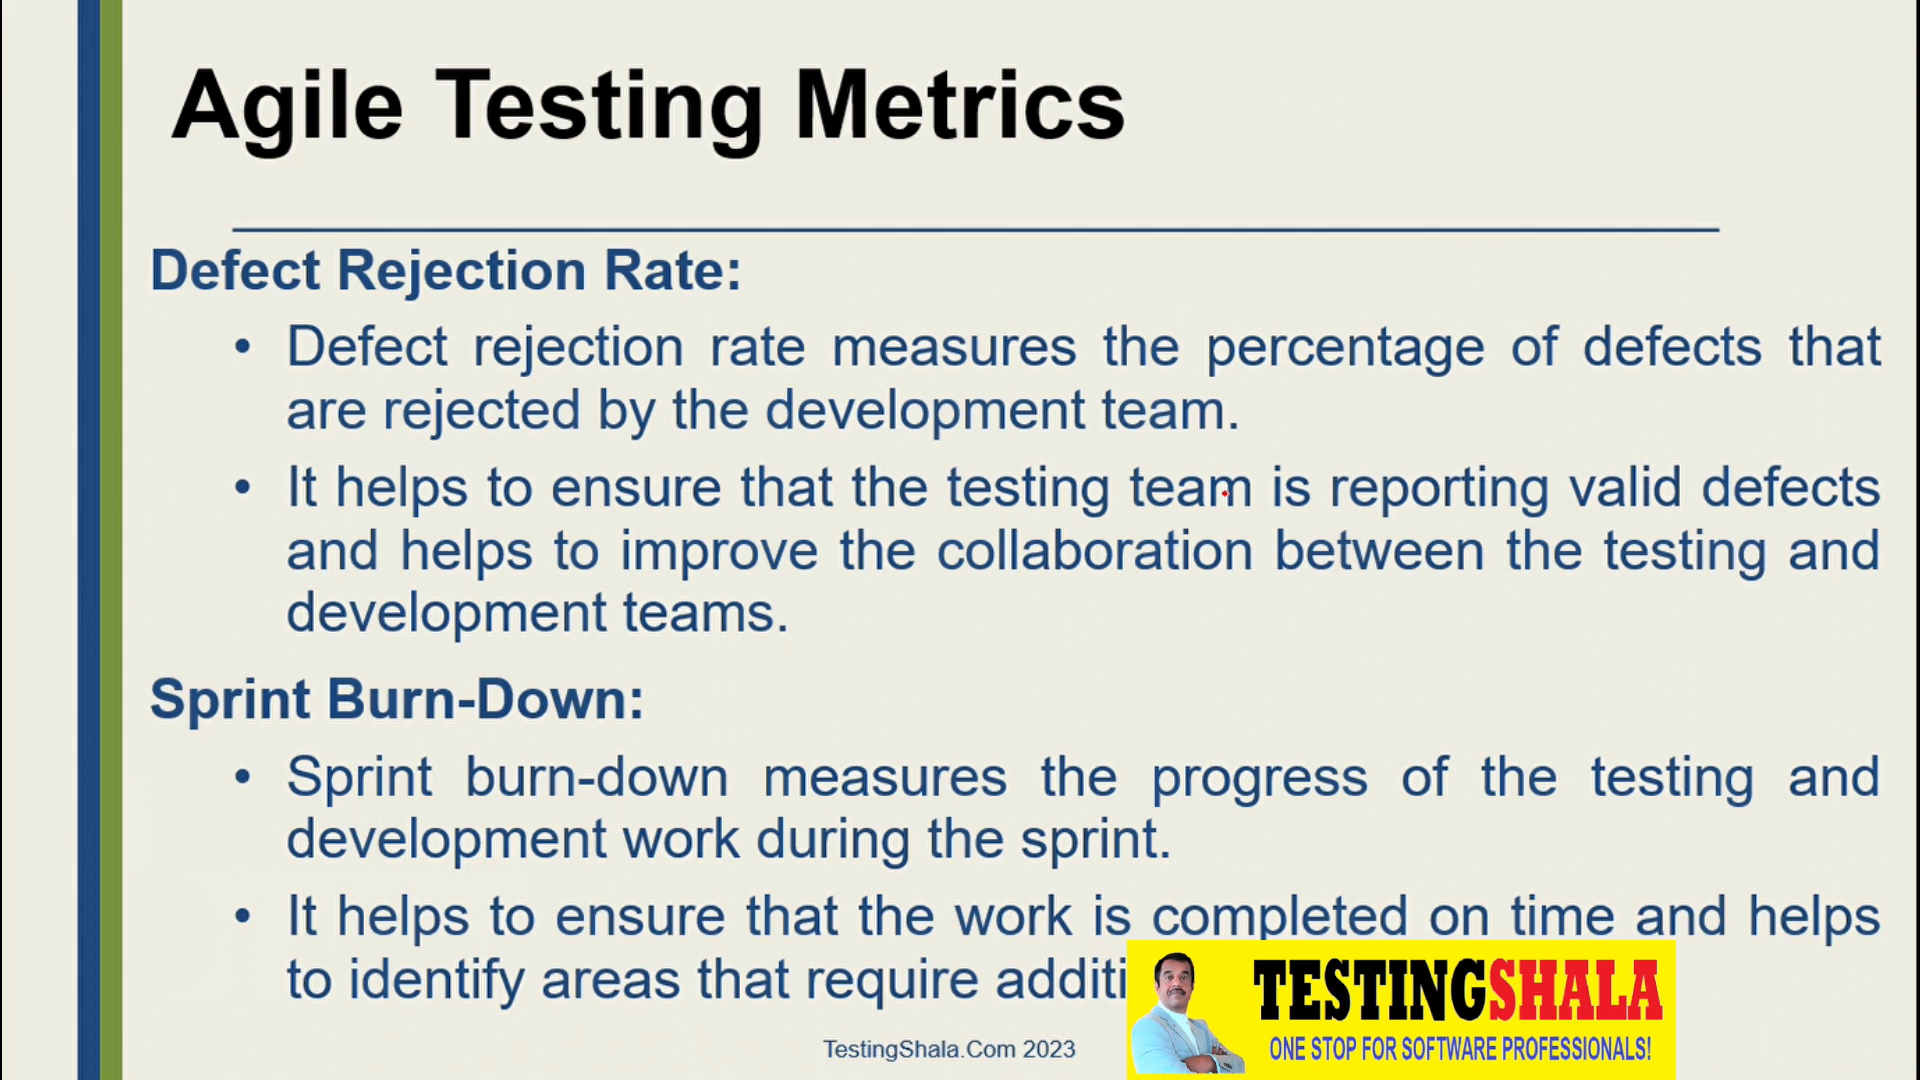 Agile Testing Metrics
Defect Rejection Rate:
• Defect rejection rate measures the percentage of defects that
are rejected by the development team.
• It helps to ensure that the testing team is reporting valid defects
and helps to improve the collaboration between the testing and
development teams.
Sprint Burn-Down:
• Sprint burn-down measures the progress of the testing and
development work during the sprint.
• It helps to ensure that the work is completed on time and helps
to identify areas that require
TESTINGSHALA
ONE STOP FOR SOFTWARE PROFESSIONALS!
TestingShala.Com 2023